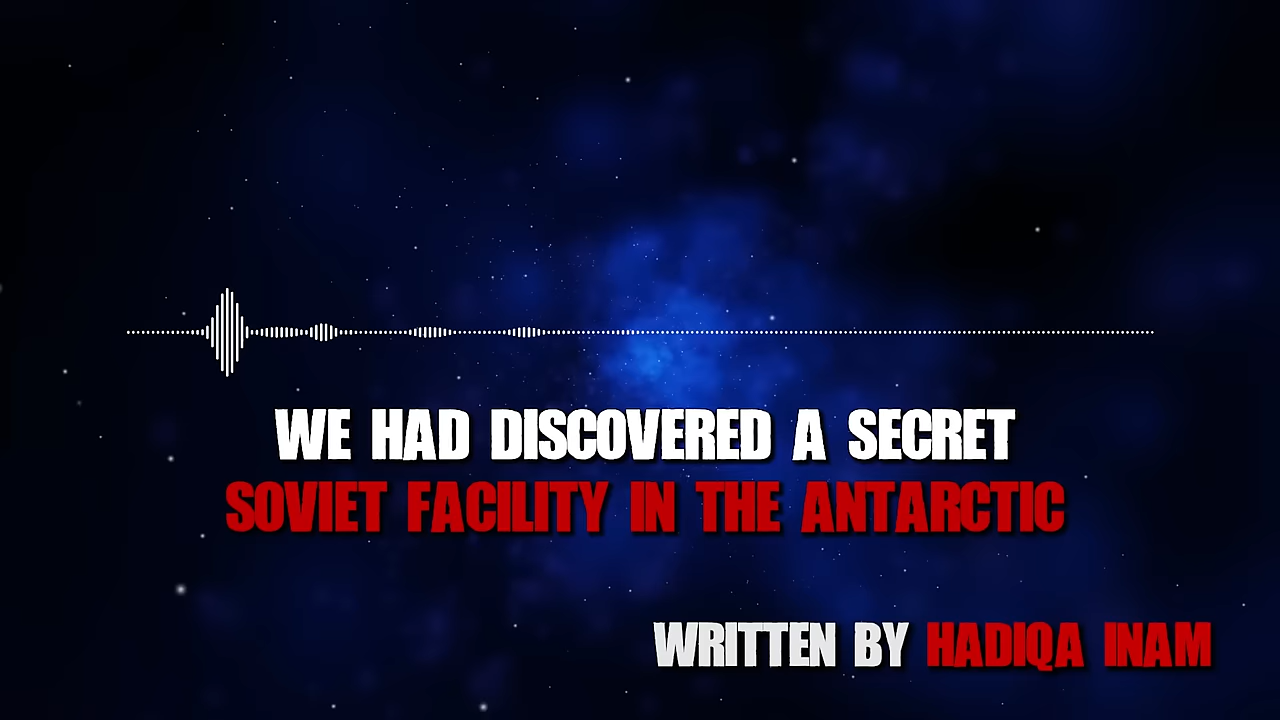 WE HAD DISCOVERED A SECRET
SOVIET FACILITY IN THE ANTARCTIC
WRITTEN BY HADIQA INAM